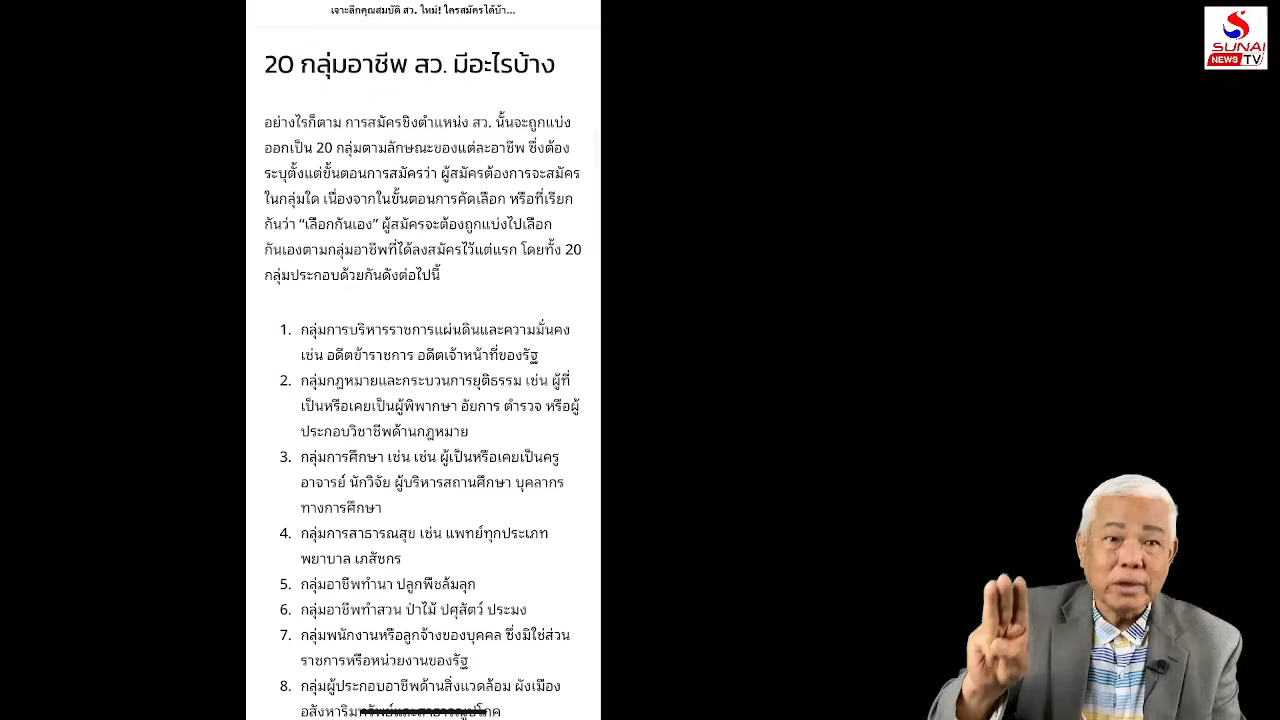 เจาะลึกคุณสมบัติ สว. ใหม่! ใครสมัครได้บ้า...
20 กลุ่มอาชีพ สว. มีอะไรบ้าง
อย่างไรก็ตาม การสมัครชิงตำแหน่ง สว. นั้นจะถูกแบ่ง
ออกเป็น 20 กลุ่มตามลักษณะของแต่ละอาชีพ ซึ่งต้อง
ระบุตั้งแต่ขั้นตอนการสมัครว่า ผู้สมัครต้องการจะสมัคร
ในกลุ่มใด เนื่องจากในขั้นตอนการคัดเลือก หรือที่เรียก
กันว่า “เลือกกันเอง” ผู้สมัครจะต้องถูกแบ่งไปเลือก
กันเองตามกลุ่มอาชีพที่ได้ลงสมัครไว้แต่แรก โดยทั้ง 20
กลุ่มประกอบด้วยกันดังต่อไปนี้
1. กลุ่มการบริหารราชการแผ่นดินและความมั่นคง
เช่น อดีตข้าราชการ อดีตเจ้าหน้าที่ของรัฐ
2. กลุ่มกฎหมายและกระบวนการยุติธรรม เช่น ผู้ที่
เป็นหรือเคยเป็นผู้พิพากษา อัยการ ตำรวจ หรือผู้
ประกอบวิชาชีพด้านกฎหมาย
3. กลุ่มการศึกษา เช่น เช่น ผู้เป็นหรือเคยเป็นครู
อาจารย์ นักวิจัย ผู้บริหารสถานศึกษา บุคลากร
ทางการศึกษา
4. กลุ่มการสาธารณสุข เช่น แพทย์ทุกประเภท
พยาบาล เภสัชกร
5. กลุ่มอาชีพทำนา ปลูกพืชล้มลุก
6. กลุ่มอาชีพทำสวน ป่าไม้ ปศุสัตว์ ประมง
7. กลุ่มพนักงานหรือลูกจ้างของบุคคล ซึ่งมิใช่ส่วน
ราชการหรือหน่วยงานของรัฐ
8. กลุ่มผู้ประกอบอาชีพด้านสิ่งแวดล้อม ผังเมือง
อสังหาริมทรัพย์และสาธารณูปโภค
SUNAI
NEWS TV